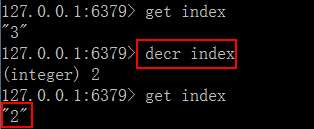 127.0.0.1:6379> get index
"3"
127.0.0.1:6379> decr index
(integer) 2
127.0.0.1:6379> get index
"2"